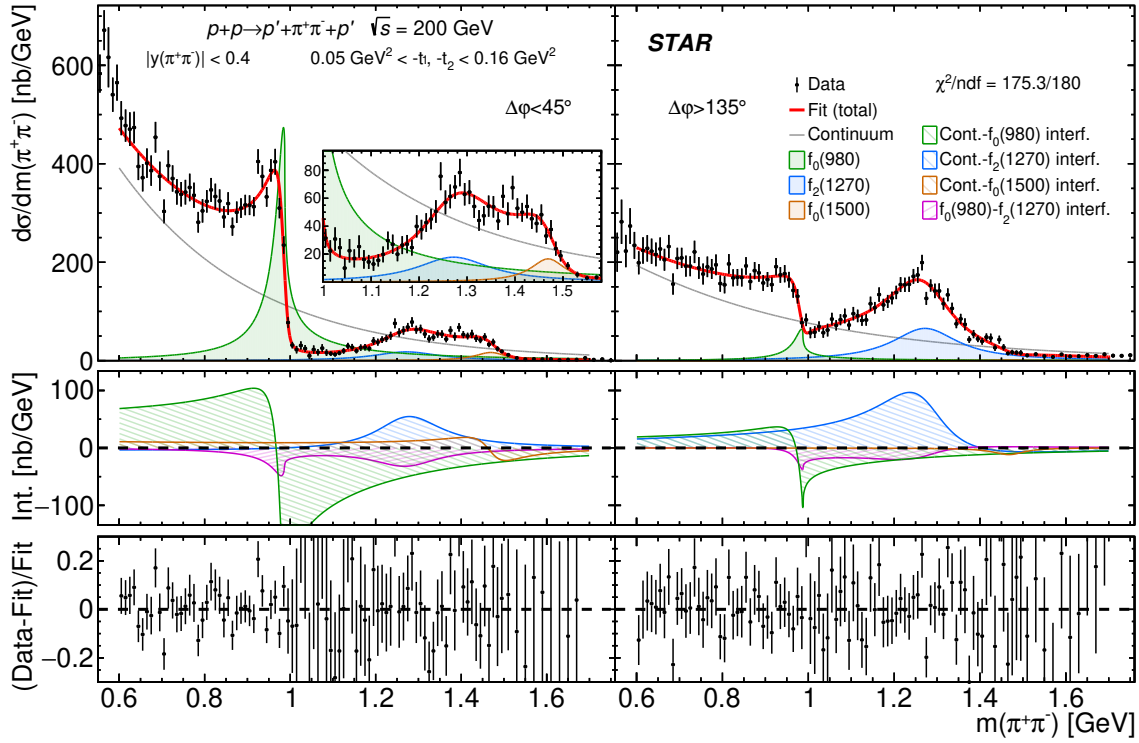 p+p→p′+π⁺π⁻+p′ √s = 200 GeV
|y(π⁺π⁻)| < 0.4 0.05 GeV² < -t₁, -t₂ < 0.16 GeV²
Δφ<45°
dσ/dm(π⁺π⁻) [nb/GeV]
600
400
200
0
80
60
40
20
1 1.1 1.2 1.3 1.4 1.5
STAR
Δφ>135°
Data
Fit (total)
Continuum
f₀(980)
f₂(1270)
f₀(1500)
χ²/ndf = 175.3/180
Cont.-f₀(980) interf.
Cont.-f₂(1270) interf.
Cont.-f₀(1500) interf.
f₀(980)-f₂(1270) interf.
Int. [nb/GeV]
100
0
−100
(Data-Fit)/Fit
0.2
0
−0.2
0.6 0.8 1 1.2 1.4 1.6
0.6 0.8 1 1.2 1.4 1.6
m(π⁺π⁻) [GeV]